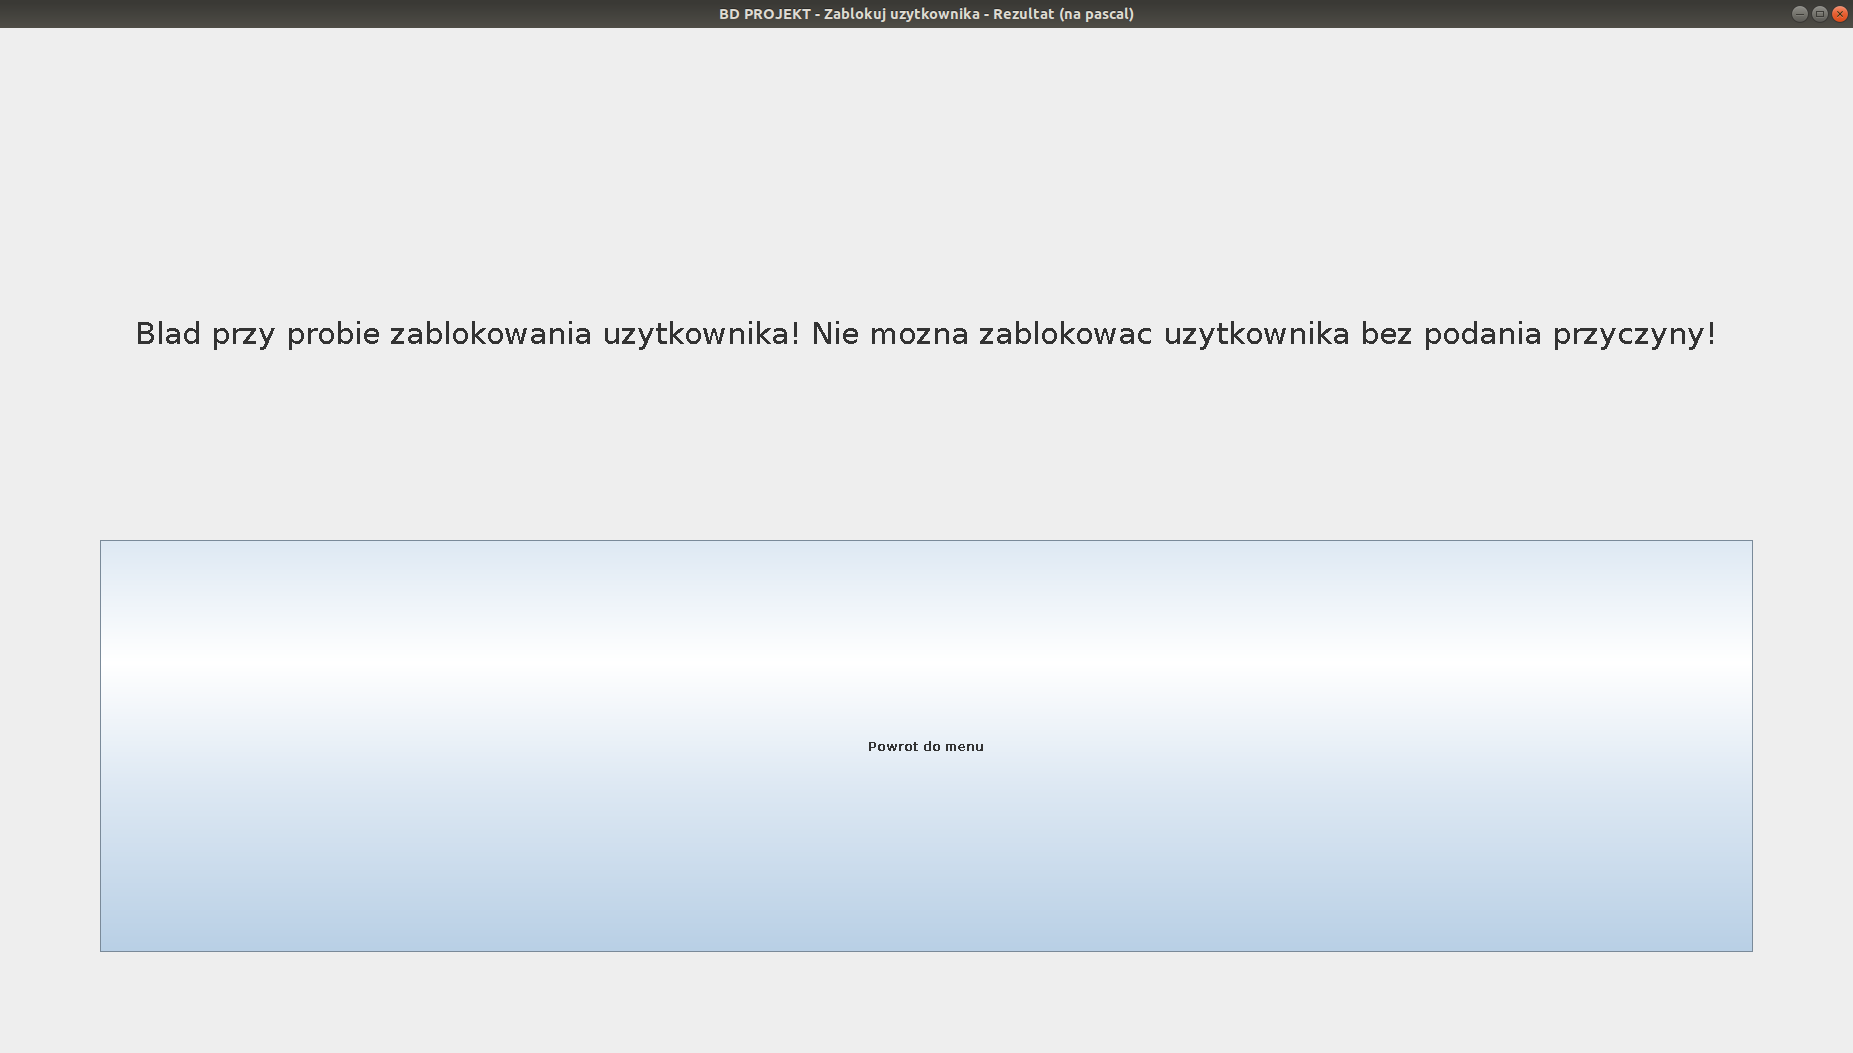 BD PROJEKT - Zablokuj uzytkownika - Rezultat (na pascal)
Blad przy probie zablokowania uzytkownika! Nie mozna zablokowac uzytkownika bez podania przyczyny!
Powrot do menu